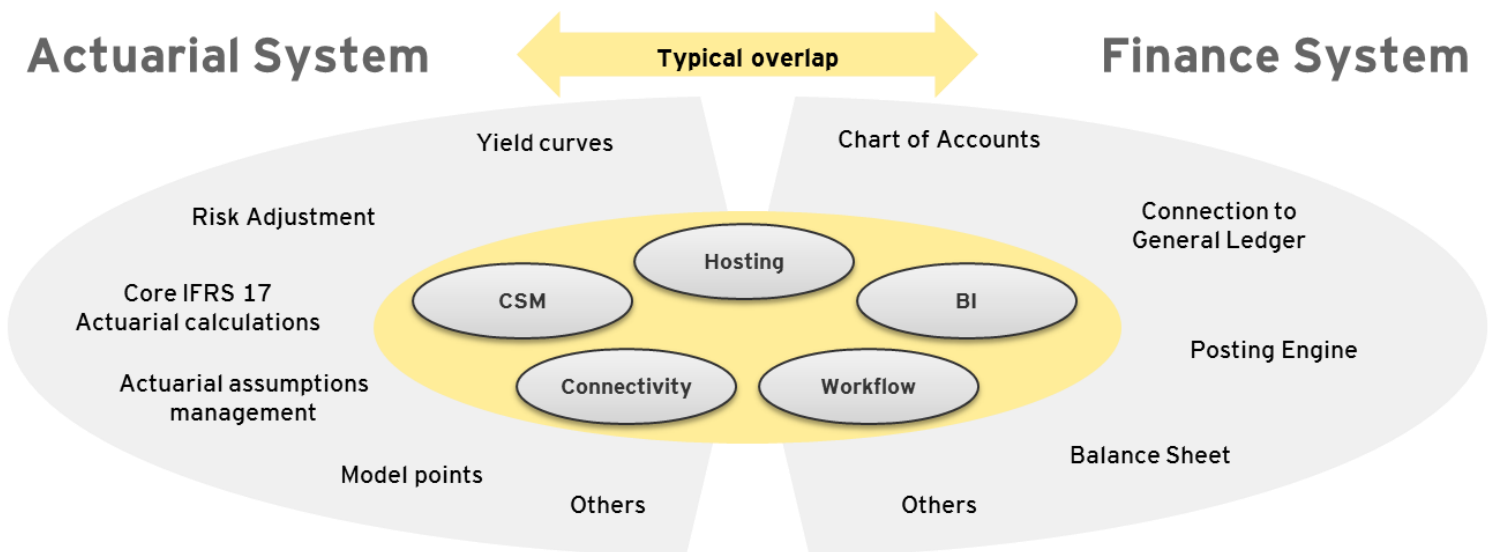 Actuarial System
Typical overlap
Finance System
Yield curves
Chart of Accounts
Risk Adjustment
Connection to
General Ledger
Hosting
CSM
BI
Core IFRS 17
Actuarial calculations
Posting Engine
Actuarial assumptions
management
Connectivity
Workflow
Model points
Balance Sheet
Others
Others